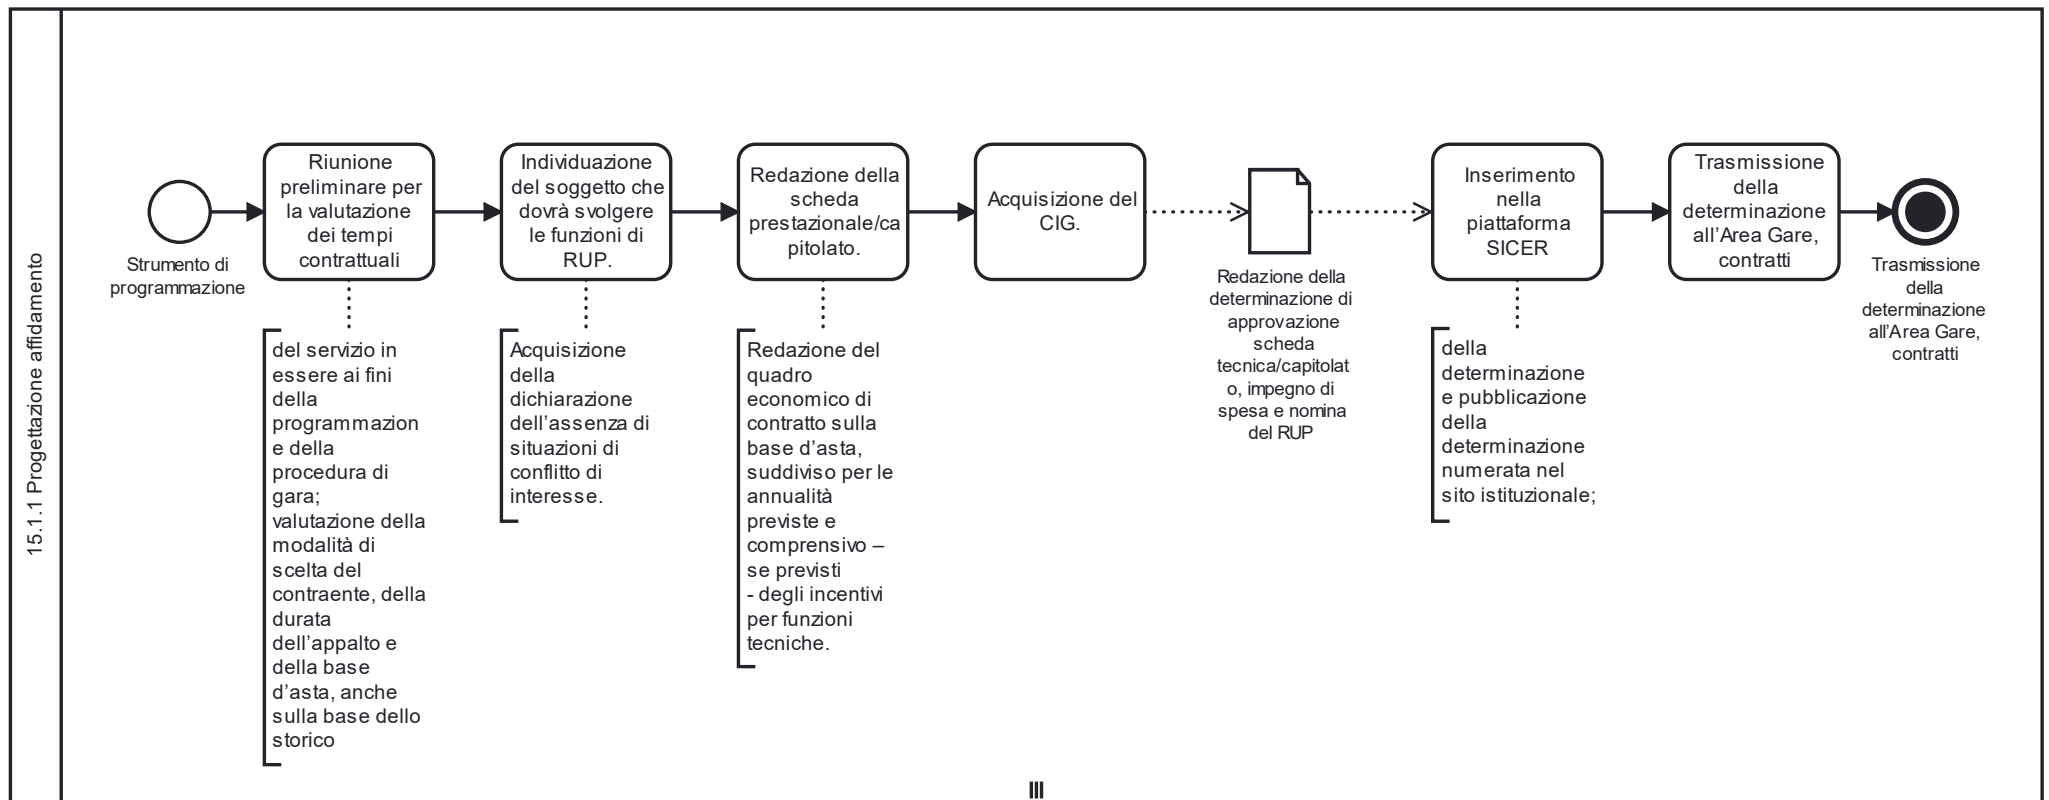 15.1.1 Progettazione affidamento
Strumento di
programmazione
Riunione
preliminare per
la valutazione
dei tempi
contrattuali
del servizio in
essere ai fini
della
programmazion
e della
procedura di
gara;
valutazione della
modalità di
scelta del
contraente, della
durata
dell'appalto e
della base
d'asta, anche
sulla base dello
storico
Individuazione
del soggetto che
dovrà svolgere
le funzioni di
RUP.
Acquisizione
della
dichiarazione
dell'assenza di
situazioni di
conflitto di
interesse.
Redazione della
scheda
prestazionale/ca
pitolato.
Redazione del
quadro
economico di
contratto sulla
base d'asta,
suddiviso per le
annualità
previste e
comprensivo –
se previsti
- degli incentivi
per funzioni
tecniche.
Acquisizione del
CIG.
Redazione della
determinazione di
approvazione
scheda
tecnica/capitolat
o, impegno di
spesa e nomina
del RUP
Inserimento
nella
piattaforma
SICER
della
determinazione
e pubblicazione
della
determinazione
numerata nel
sito istituzionale;
Trasmissione
della
determinazione
all'Area Gare,
contratti
Trasmissione
della
determinazione
all'Area Gare,
contratti